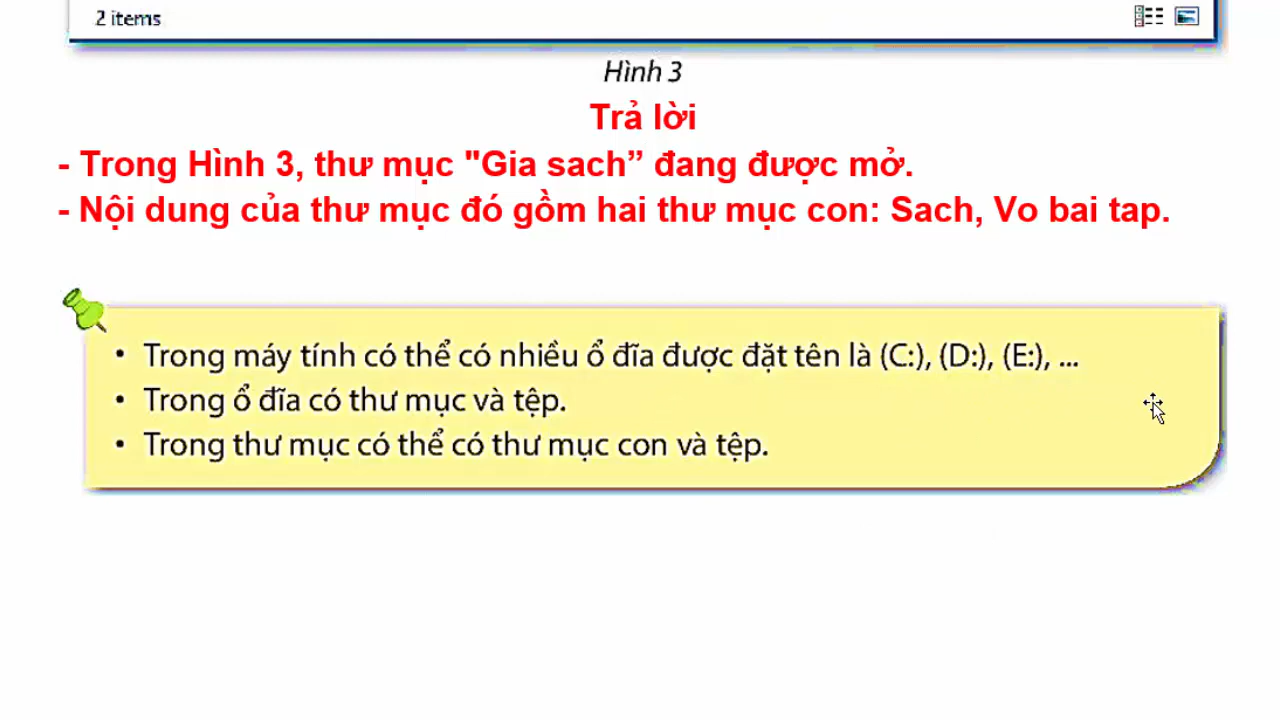 2 items
Hình 3
Trả lời
- Trong Hình 3, thư mục "Gia sach” đang được mở.
- Nội dung của thư mục đó gồm hai thư mục con: Sach, Vo bai tap.
• Trong máy tính có thể có nhiều ổ đĩa được đặt tên là (C:), (D:), (E:), ...
• Trong ổ đĩa có thư mục và tệp.
• Trong thư mục có thể có thư mục con và tệp.